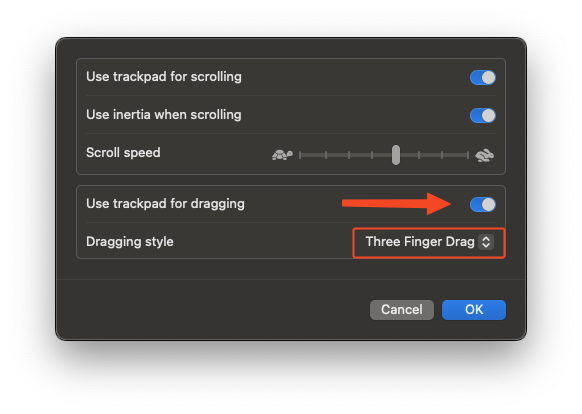 Use trackpad for scrolling
Use inertia when scrolling
Scroll speed
Use trackpad for dragging
Dragging style Three Finger Drag
Cancel OK